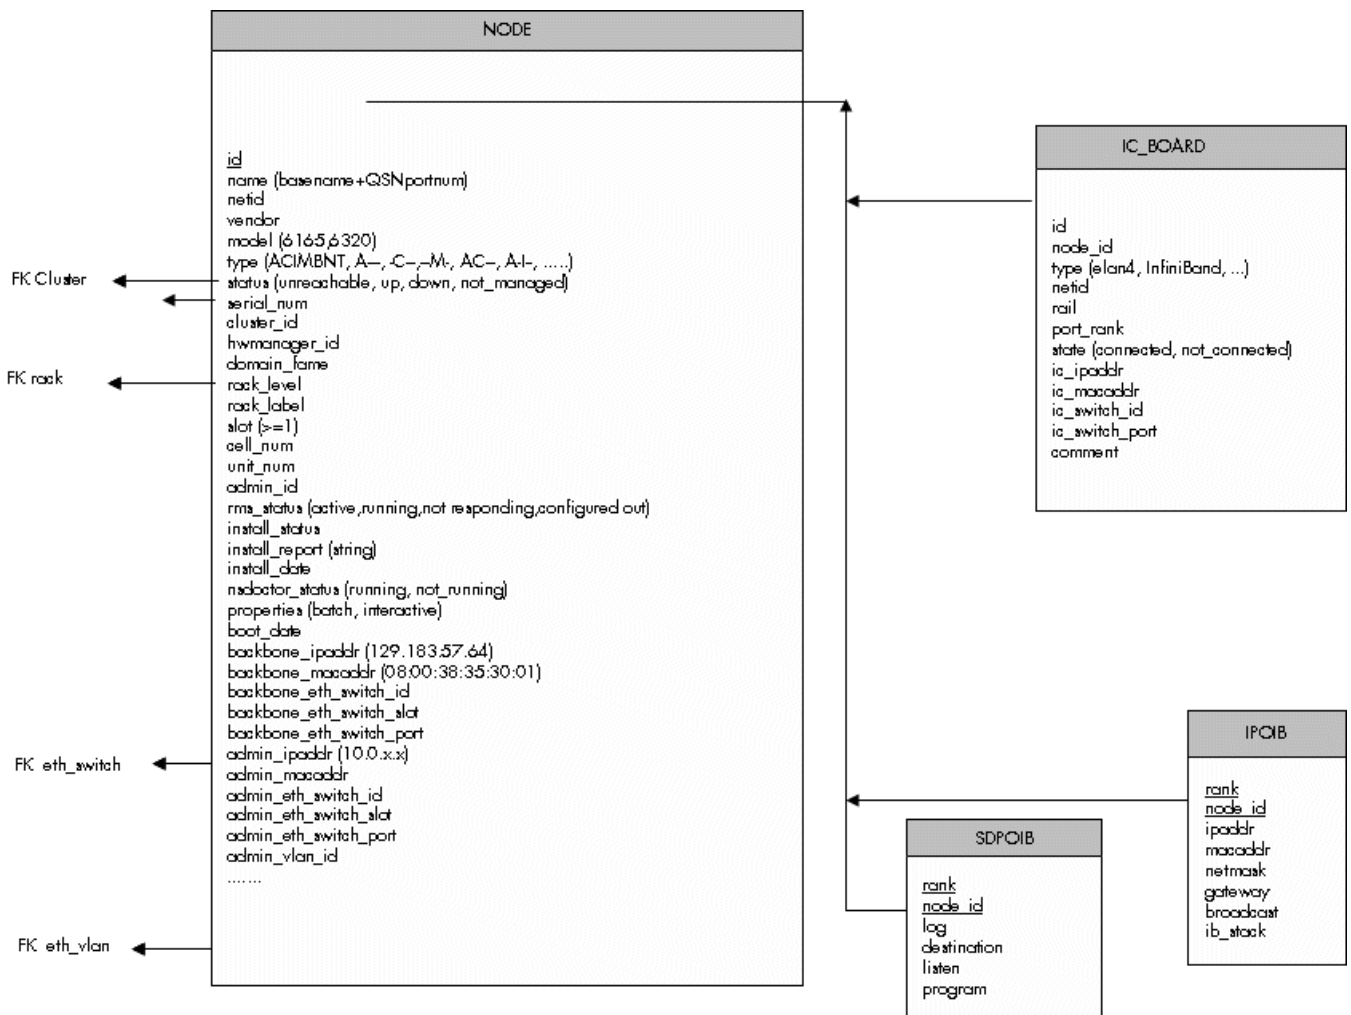 NODE
id
name (basename+QSNportnum)
netid
vendor
model (6165,6320)
type (ACIMBNT, A--, -C--,--M-, AC--, A-I-, .....)
status (unreachable, up, down, not_managed)
serial_num
cluster_id
hwmanager_id
domain_fame
rack_level
rack_label
slot (>=1)
cell_num
unit_num
admin_id
rms_status (active,running,not responding,configured out)
install_status
install_report (string)
install_date
nsdoctor_status (running, not_running)
properties (batch, interactive)
boot_date
backbone_ipaddr (129.183.57.64)
backbone_macaddr (08:00:38:35:30:01)
backbone_eth_switch_id
backbone_eth_switch_slot
backbone_eth_switch_port
admin_ipaddr (10.0.x.x)
admin_macaddr
admin_eth_switch_id
admin_eth_switch_slot
admin_eth_switch_port
admin_vlan_id
.......
FK Cluster
FK rack
FK eth_switch
FK eth_vlan
IC_BOARD
id
node_id
type (elan4, InfiniBand, ...)
netid
rail
port_rank
state (connected, not_connected)
ic_ipaddr
ic_macaddr
ic_switch_id
ic_switch_port
comment
IPOIB
rank
node_id
ipaddr
macaddr
netmask
gateway
broadcast
ib_stack
SDPOIB
rank
node_id
log
destination
listen
program